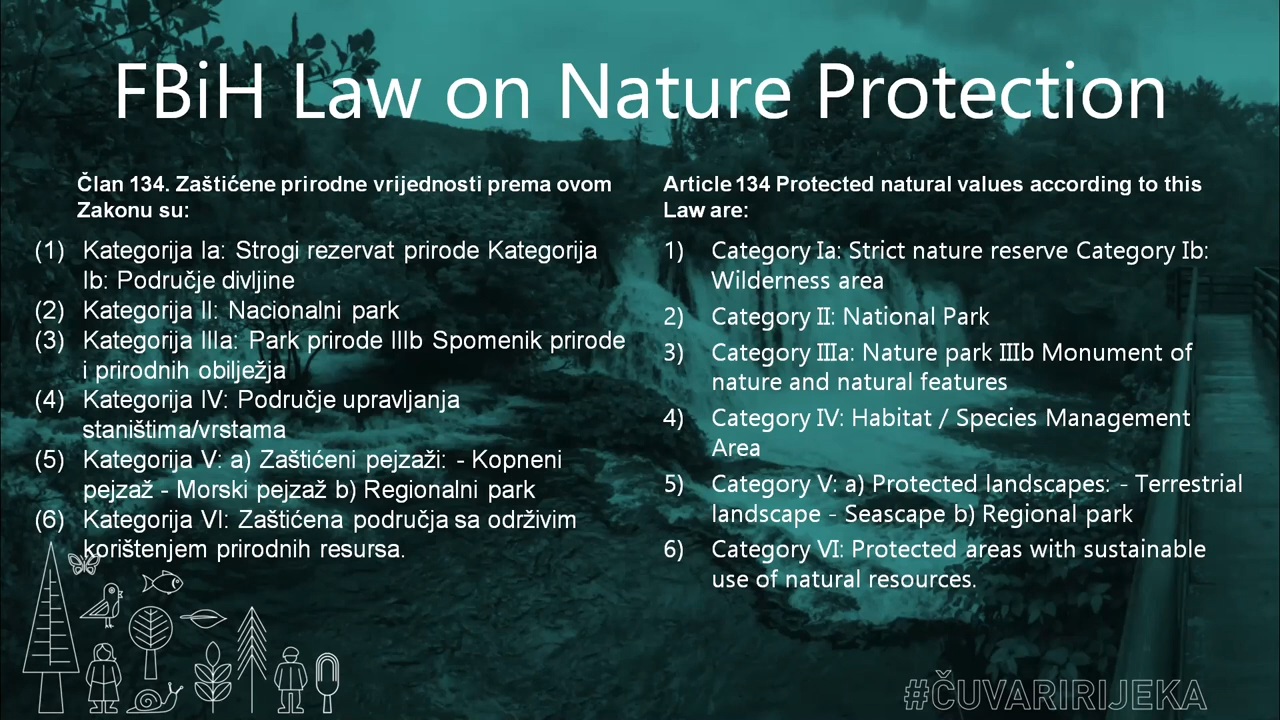 FBiH Law on Nature Protection
Član 134. Zaštićene prirodne vrijednosti prema ovom
Zakonu su:
(1) Kategorija Ia: Strogi rezervat prirode Kategorija
Ib: Područje divljine
(2) Kategorija II: Nacionalni park
(3) Kategorija IIIa: Park prirode IIIb Spomenik prirode
i prirodnih obilježja
(4) Kategorija IV: Područje upravljanja
staništima/vrstama
(5) Kategorija V: a) Zaštićeni pejzaži: - Kopneni
pejzaž - Morski pejzaž b) Regionalni park
(6) Kategorija VI: Zaštićena područja sa održivim
korištenjem prirodnih resursa.
Article 134 Protected natural values according to this
Law are:
1) Category Ia: Strict nature reserve Category Ib:
Wilderness area
2) Category II: National Park
3) Category IIIa: Nature park IIIb Monument of
nature and natural features
4) Category IV: Habitat / Species Management
Area
5) Category V: a) Protected landscapes: - Terrestrial
landscape - Seascape b) Regional park
6) Category VI: Protected areas with sustainable
use of natural resources.
#ČUVARIRIJEKA